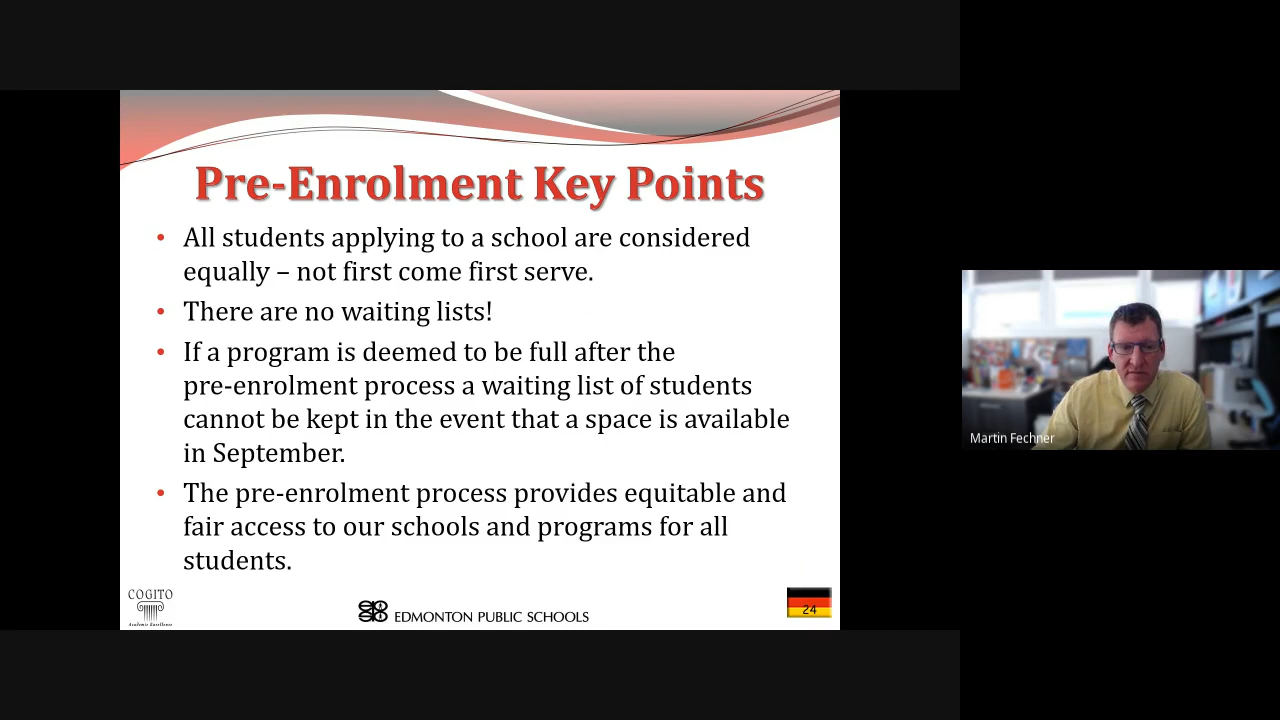 Pre-Enrolment Key Points
• All students applying to a school are considered
equally – not first come first serve.
• There are no waiting lists!
• If a program is deemed to be full after the
pre-enrolment process a waiting list of students
cannot be kept in the event that a space is available
in September.
• The pre-enrolment process provides equitable and
fair access to our schools and programs for all
students.
COGITO
Academic Excellence
EDMONTON PUBLIC SCHOOLS
24
Martin Fechner